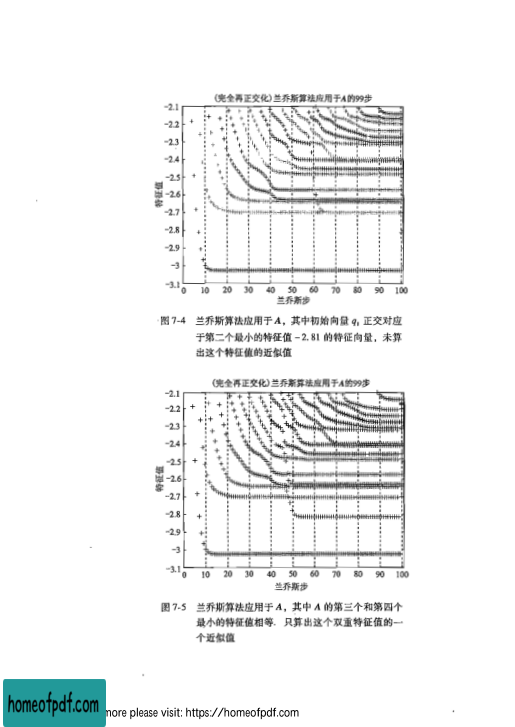 (完全再正交化)兰乔斯算法应用于A的99步
-2.1
-2.2
-2.3
-2.4
-2.5
-2.6
-2.7
-2.8
-2.9
-3
-3.1
特征值
0 10 20 30 40 50 60 70 80 90 100
兰乔斯步
图7-4 兰乔斯算法应用于A，其中初始向量 q₁ 正交对应
于第二个最小的特征值-2.81的特征向量，未算
出这个特征值的近似值
(完全再正交化)兰乔斯算法应用于A的99步
-2.1
-2.2
-2.3
-2.4
-2.5
-2.6
-2.7
-2.8
-2.9
-3
-3.1
特征值
0 10 20 30 40 50 60 70 80 90 100
兰乔斯步
图7-5 兰乔斯算法应用于A，其中A的第三个和第四个
最小的特征值相等. 只算出这个双重特征值的一
个近似值
homeofpdf.com
more please visit: https://homeofpdf.com